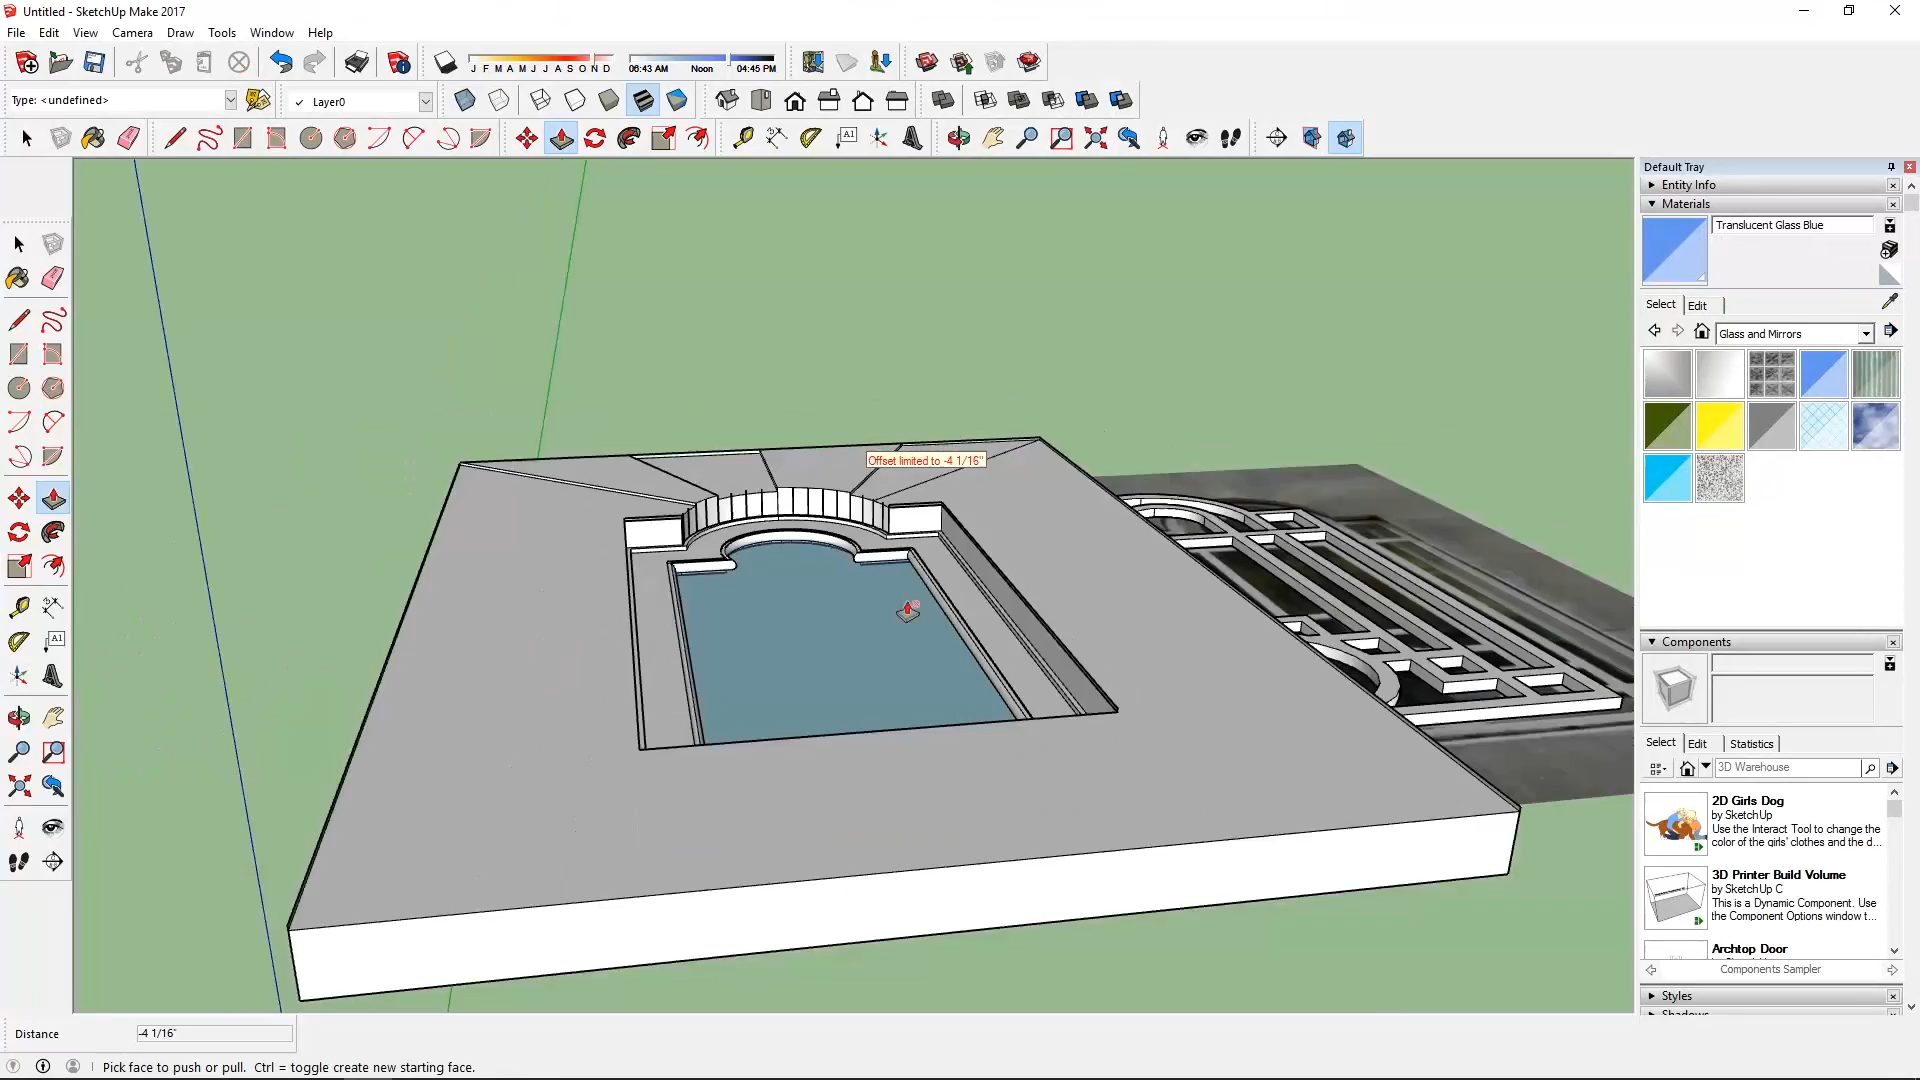 Untitled - SketchUp Make 2017
File Edit View Camera Draw Tools Window Help
J F M A M J J A S O N D
06:43 AM Noon 04:45 PM
Type: <undefined>
Layer0
A1
Default Tray
Entity Info
Materials
Translucent Glass Blue
Select Edit
Glass and Mirrors
Offset limited to -4 1/16"
A1
Components
Select Edit Statistics
3D Warehouse
2D Girls Dog
by SketchUp
Use the Interact Tool to change the
color of the girls' clothes and the d...
3D Printer Build Volume
by SketchUp C
This is a Dynamic Component. Use
the Component Options window t...
Archtop Door
Components Sampler
Styles
Shadows
Distance -4 1/16"
Pick face to push or pull. Ctrl = toggle create new starting face.